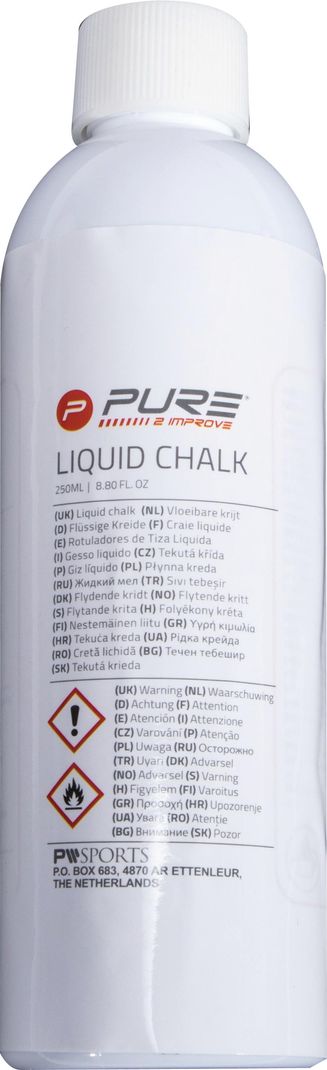 P PURE
2 IMPROVE
LIQUID CHALK
250ML | 8.80 FL. OZ
(UK) Liquid chalk (NL) Vloeibare krijt
(D) Flüssige Kreide (F) Craie liquide
(E) Rotuladores de Tiza Líquida
(I) Gesso liquido (CZ) Tekutá křída
(P) Giz líquido (PL) Płynna kreda
(RU) Жидкий мел (TR) Sıvı tebeşir
(DK) Flydende kridt (NO) Flytende kritt
(S) Flytande krita (H) Folyékony kréta
(FI) Nestemäinen liitu (GR) Υγρή κιμωλία
(HR) Tekuća kreda (UA) Рідка крейда
(RO) Cretă lichidă (BG) Течен тебешир
(SK) Tekutá krieda
(UK) Warning (NL) Waarschuwing
(D) Achtung (F) Attention
(E) Atención (I) Attenzione
(CZ) Varování (P) Atenção
(PL) Uwaga (RU) Осторожно
(TR) Uyarı (DK) Advarsel
(NO) Advarsel (S) Varning
(H) Figyelem (FI) Varoitus
(GR) Προσοχή (HR) Upozorenje
(UA) Увага (RO) Atenție
(BG) Внимание (SK) Pozor
PWSPORTS
P.O. BOX 683, 4870 AR ETTENLEUR,
THE NETHERLANDS